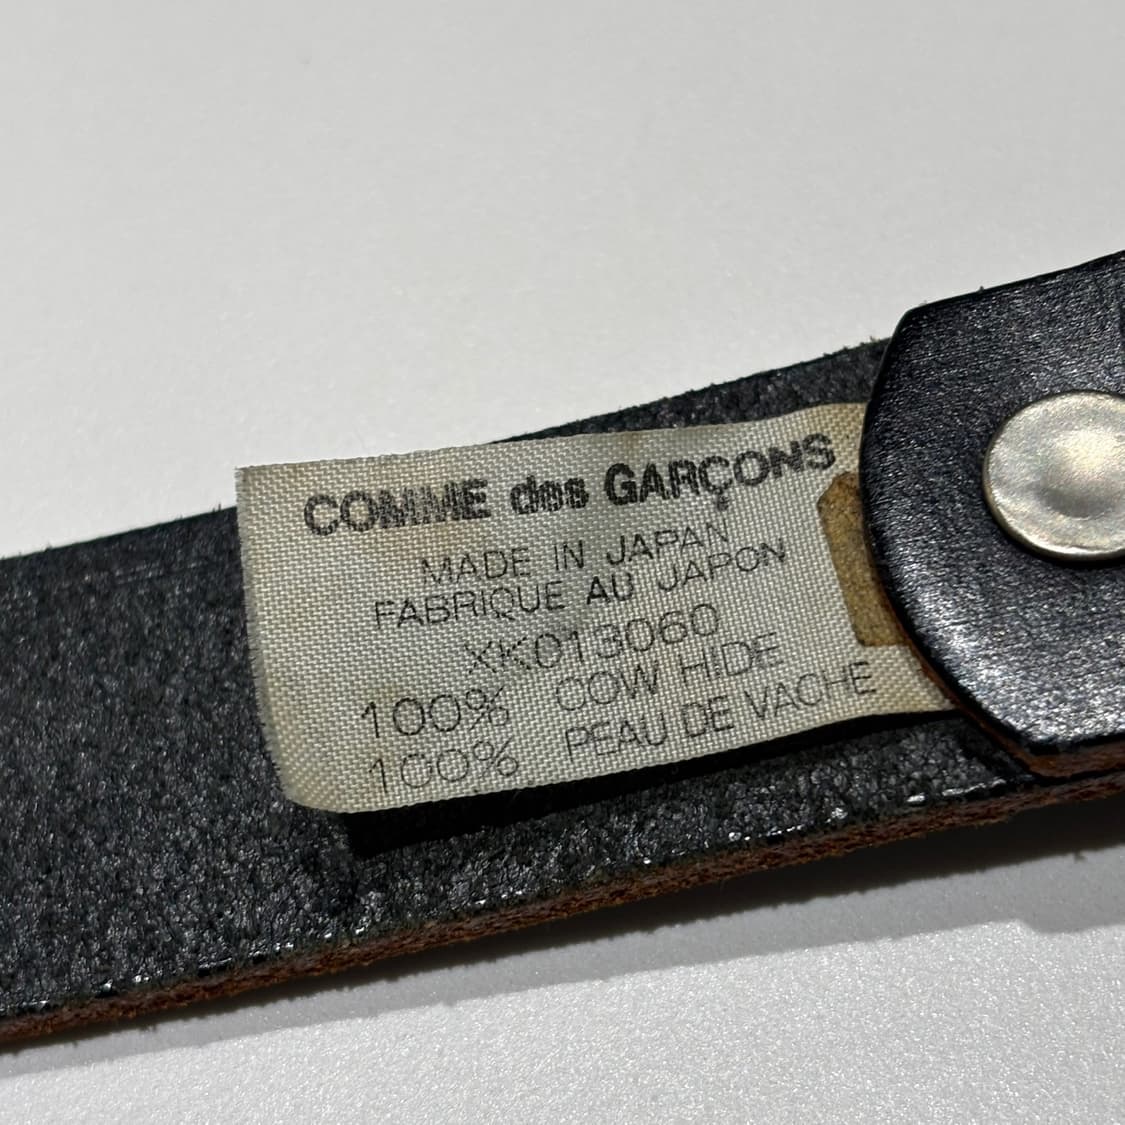 COMME des GARÇONS
MADE IN JAPAN
FABRIQUE AU JAPON
XK013060
100% COW HIDE
100% PEAU DE VACHE